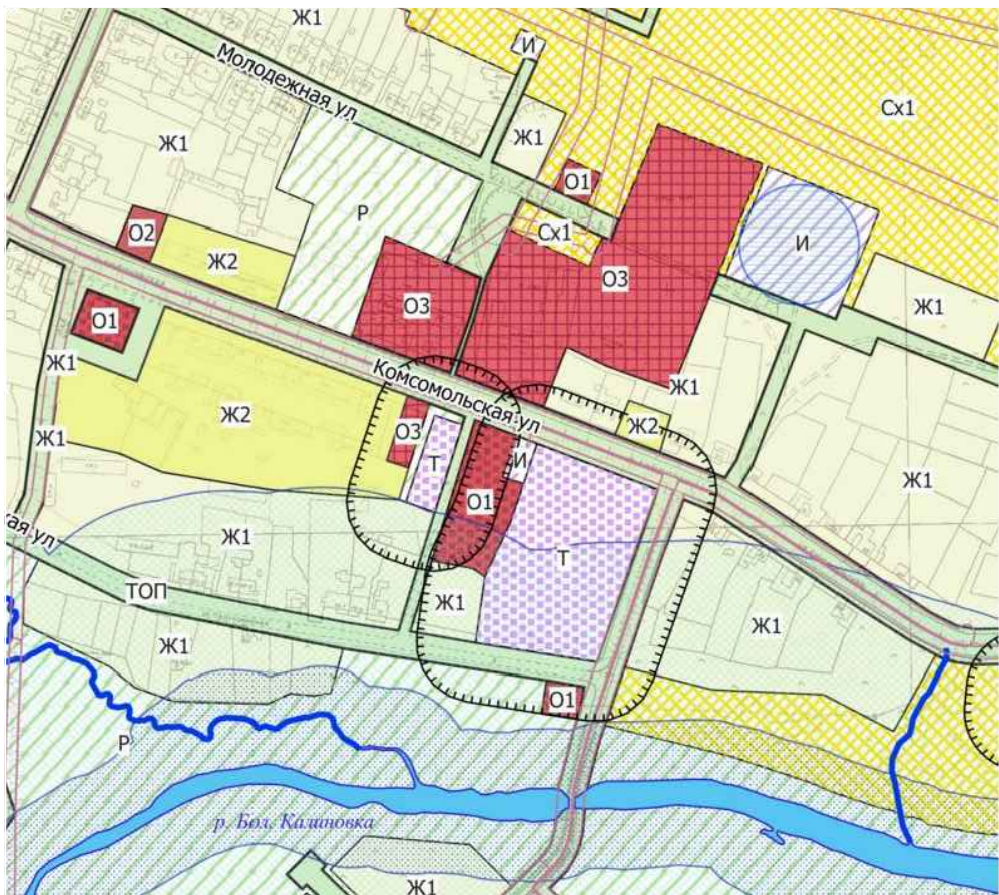 Ж1
Молодежная ул
И
Сх1
Ж1
Ж1
О1
Р
О2
Сх1
И
Ж2
О3
О3
Ж1
О1
Ж1
Комсомольская ул
Ж1
Ж2
О3
Ж2
Ж1
И
Т
Ж1
О1
кая ул
Ж1
Т
ТОП
Ж1
Ж1
Ж1
О1
Р
р. Бол. Калиновка
Ж1